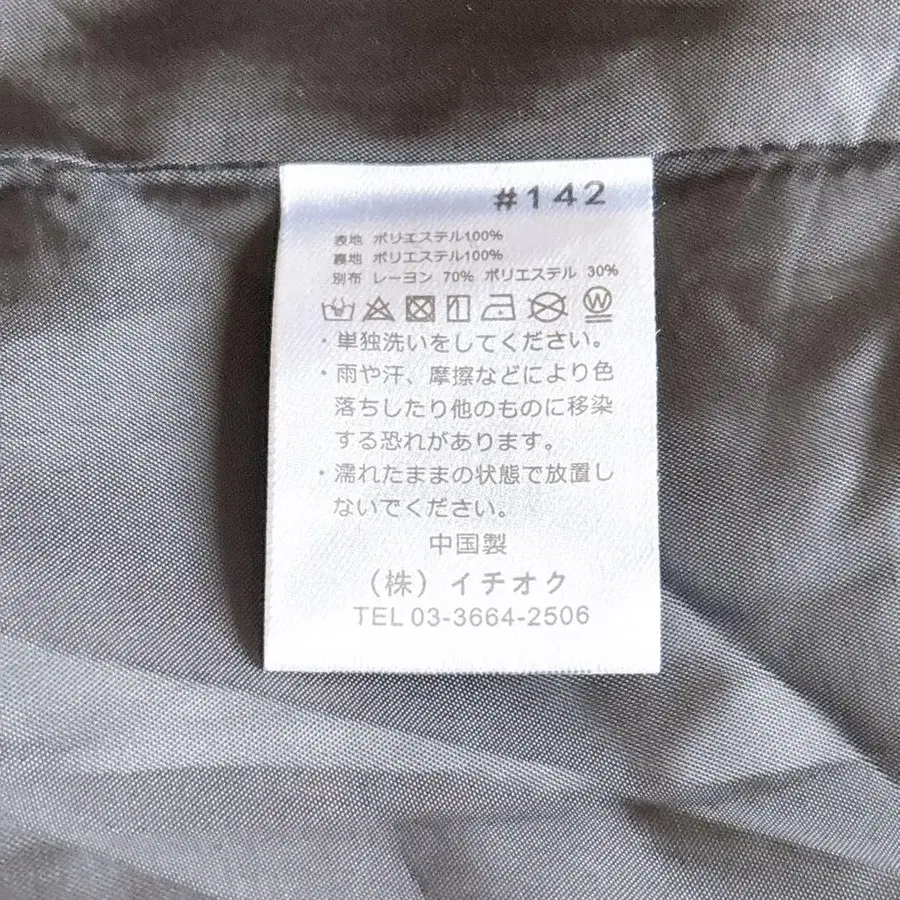 #142
表地 ポリエステル100%
裏地 ポリエステル100%
別布 レーヨン 70% ポリエステル 30%
・単独洗いをしてください。
・雨や汗、摩擦などにより色
落ちしたり他のものに移染
する恐れがあります。
・濡れたままの状態で放置し
ないでください。
中国製
（株）イチオク
TEL 03-3664-2506